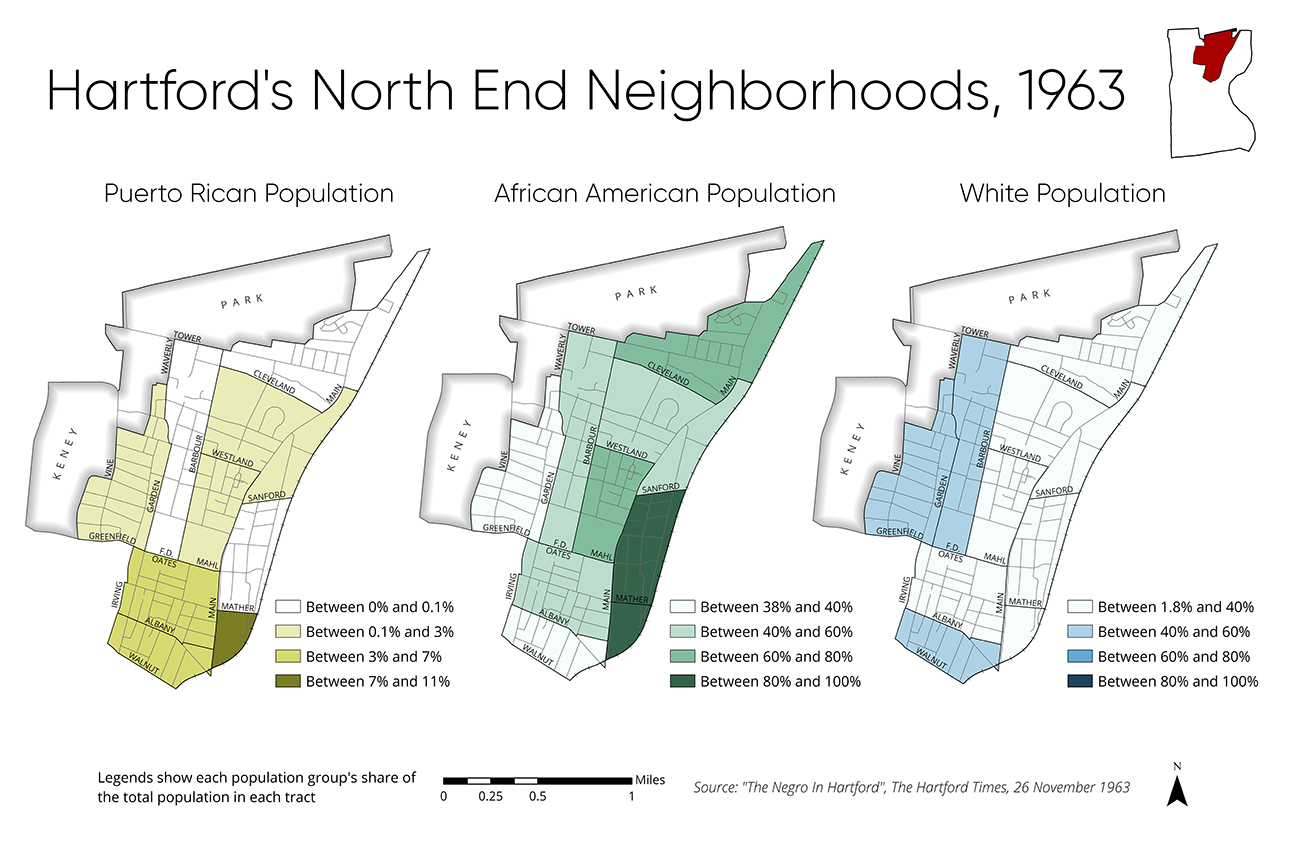 Hartford's North End Neighborhoods, 1963
Puerto Rican Population
African American Population
White Population
PARK
TOWER
WAVERLY
CLEVELAND
MAIN
KENEY
VINE
BARBOUR
WESTLAND
GARDEN
SANFORD
GREENFIELD
F.D.
OATES
MAHL
IRVING
MAIN
MATHER
ALBANY
WALNUT
Between 0% and 0.1%
Between 0.1% and 3%
Between 3% and 7%
Between 7% and 11%
PARK
TOWER
WAVERLY
CLEVELAND
MAIN
KENEY
VINE
BARBOUR
WESTLAND
GARDEN
SANFORD
GREENFIELD
F.D.
OATES
MAHL
IRVING
MAIN
MATHER
ALBANY
WALNUT
Between 38% and 40%
Between 40% and 60%
Between 60% and 80%
Between 80% and 100%
PARK
TOWER
WAVERLY
CLEVELAND
MAIN
KENEY
VINE
BARBOUR
WESTLAND
GARDEN
SANFORD
GREENFIELD
F.D.
OATES
MAHL
IRVING
MAIN
MATHER
ALBANY
WALNUT
Between 1.8% and 40%
Between 40% and 60%
Between 60% and 80%
Between 80% and 100%
Legends show each population group's share of
the total population in each tract
Miles
0 0.25 0.5 1
Source: "The Negro In Hartford", The Hartford Times, 26 November 1963
N